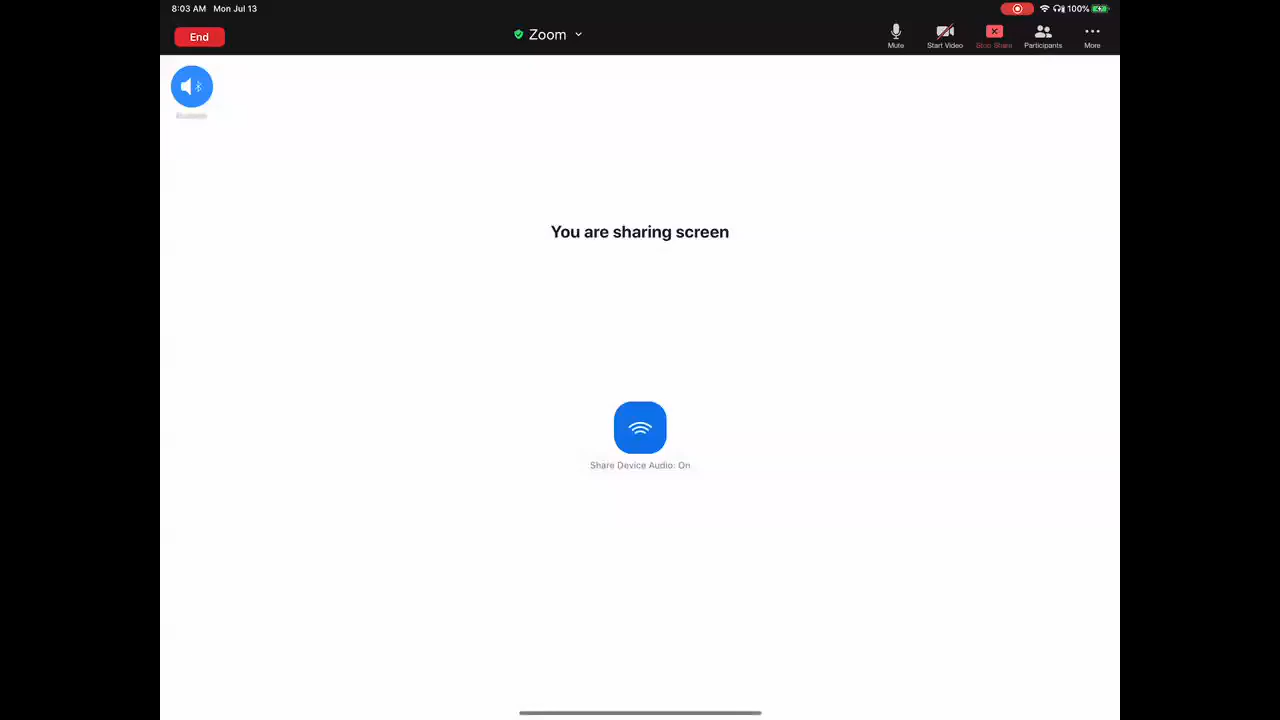 8:03 AM Mon Jul 13
100%
End
Zoom
Mute
Start Video
Stop Share
Participants
More
You are sharing screen
Share Device Audio: On